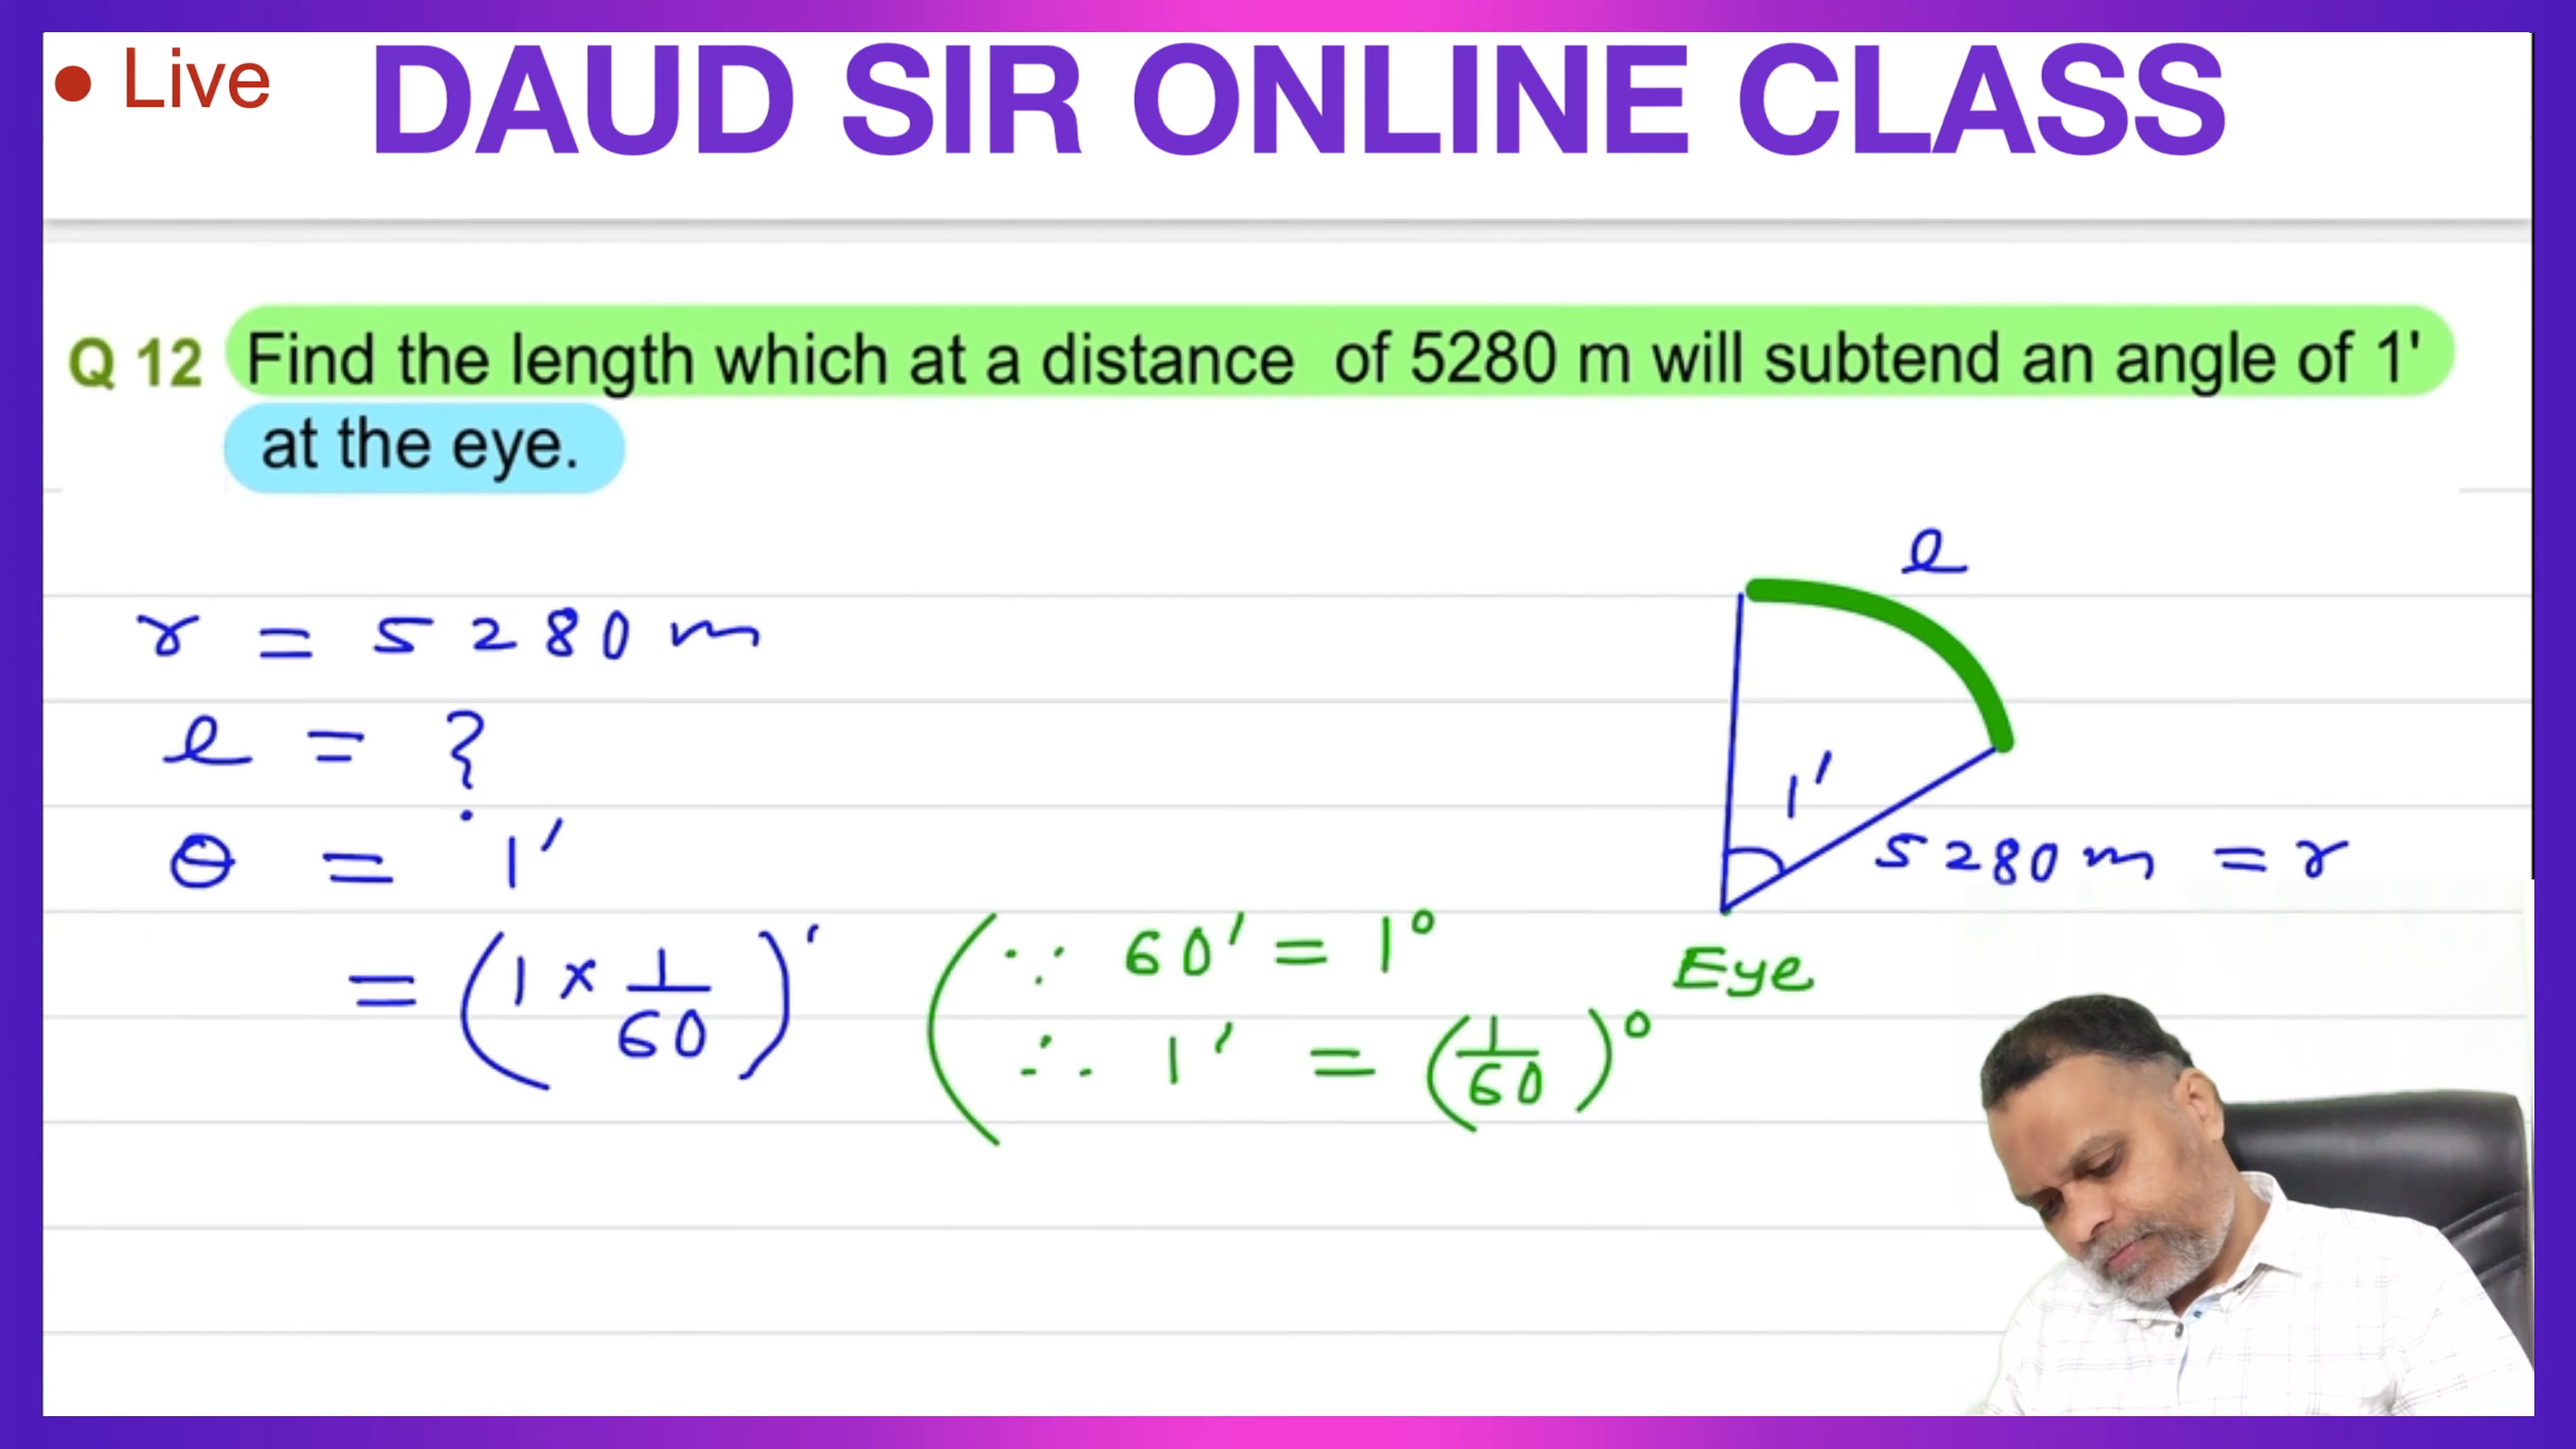 • Live DAUD SIR ONLINE CLASS
Q 12 Find the length which at a distance of 5280 m will subtend an angle of 1'
at the eye.
l
r = 5280 m
l = ?
1'
θ = 1'
5280 m = r
= (1 × 1/60)'
(∵ 60' = 1°
Eye
∴ 1' = (1/60)°